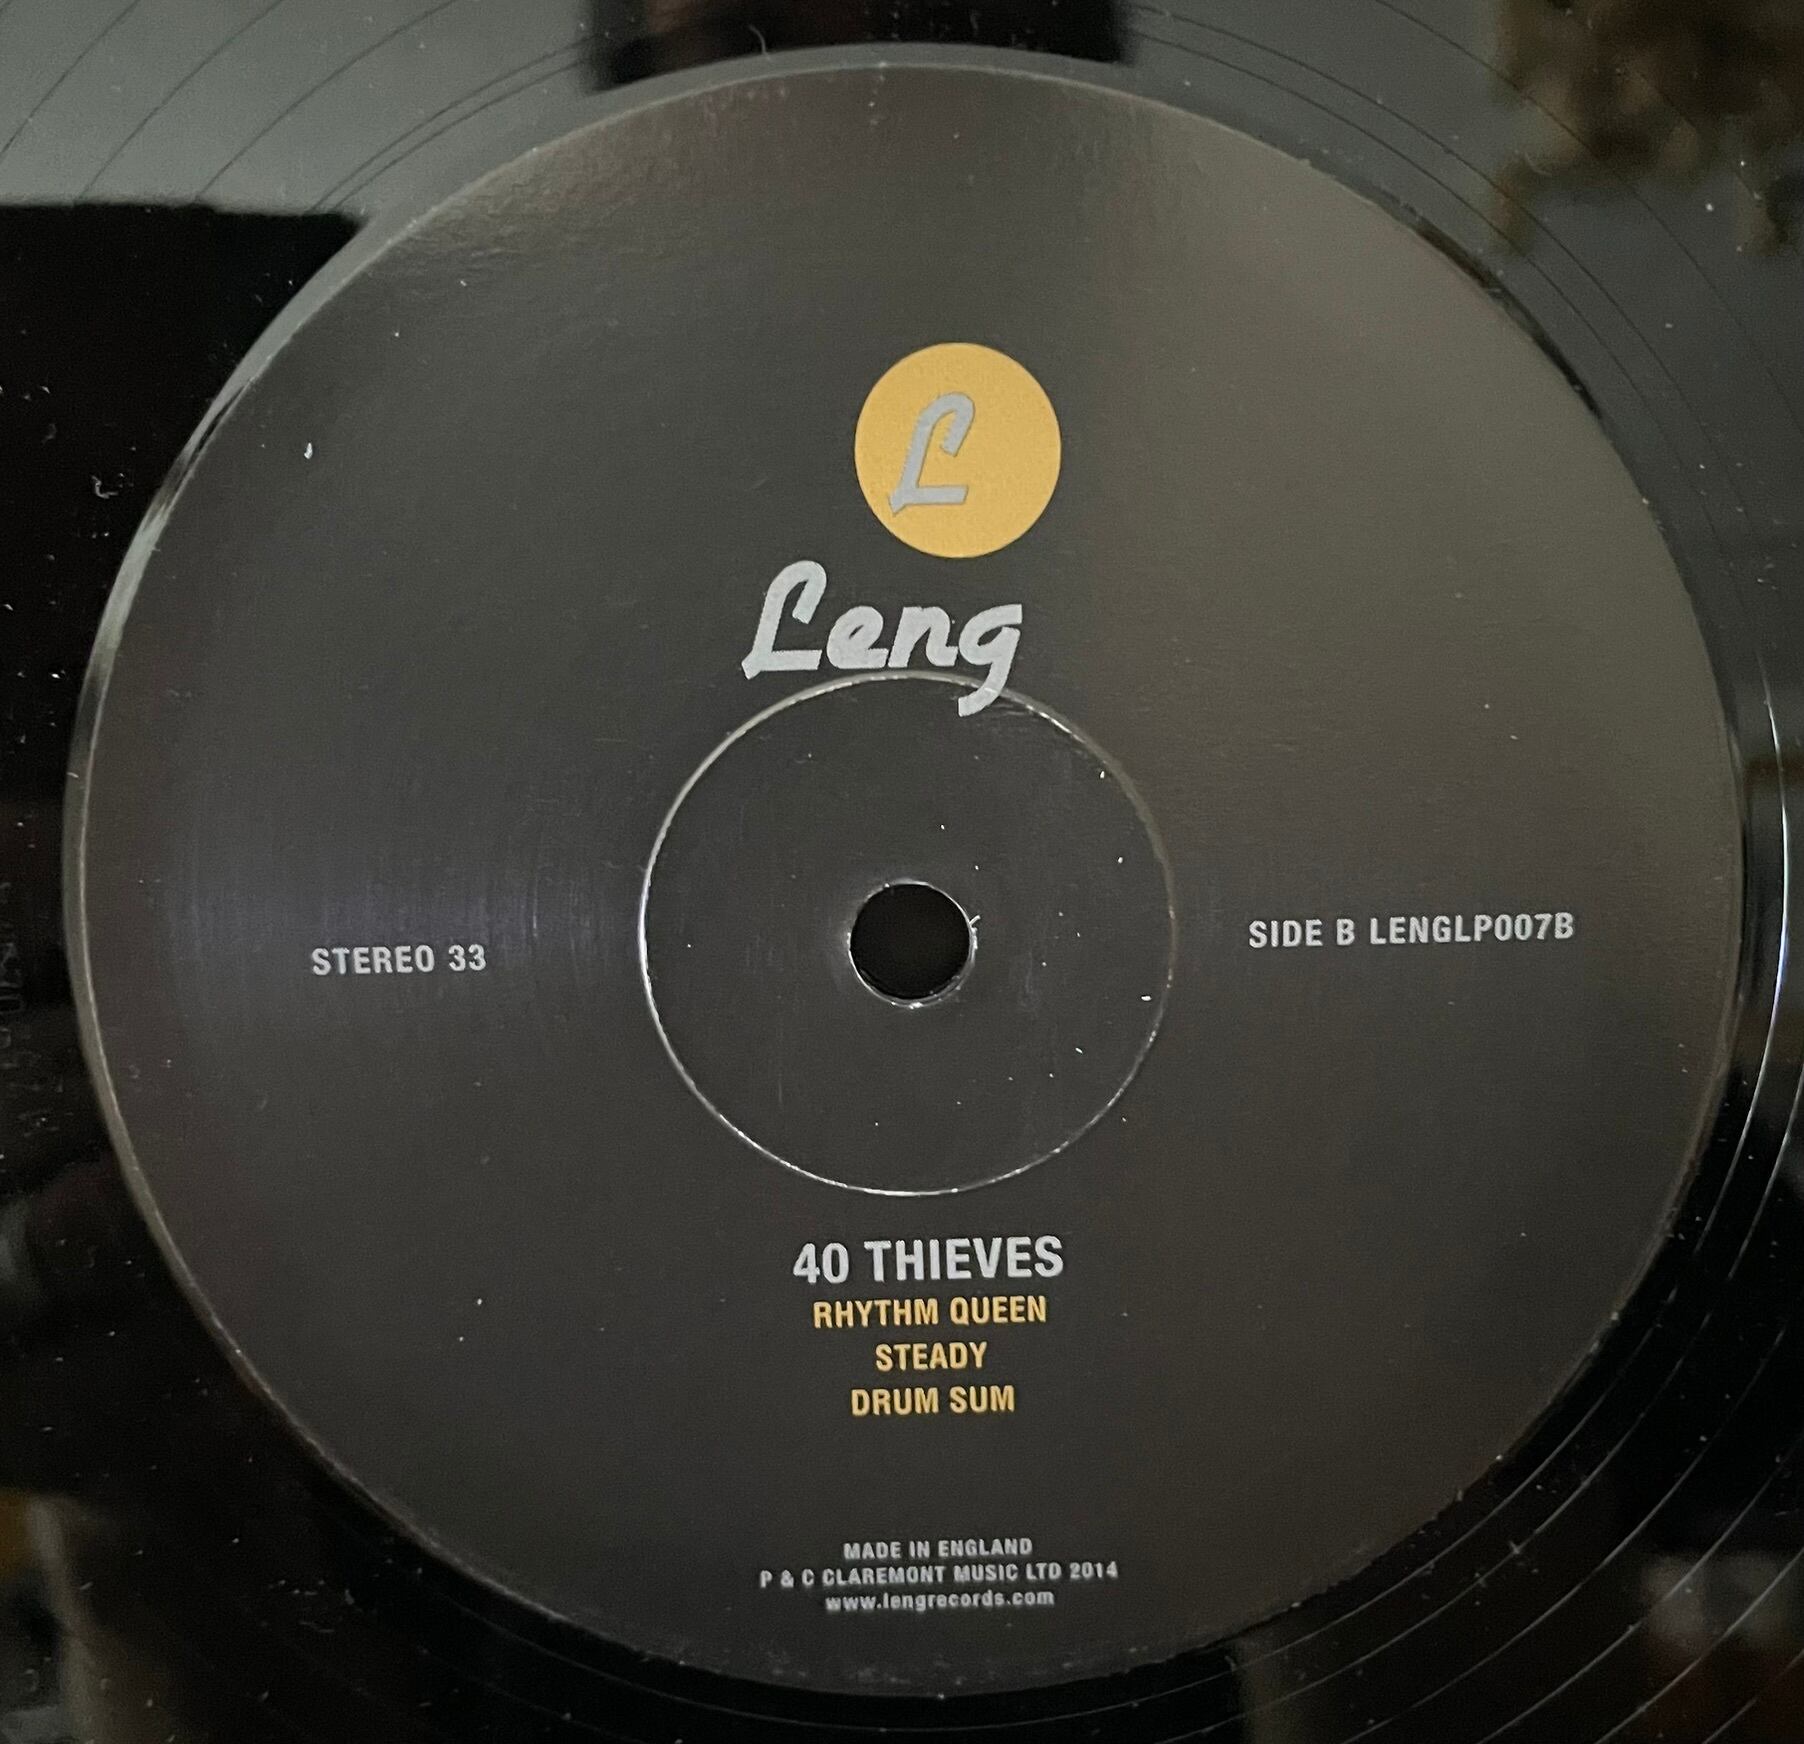 L
Leng
STEREO 33
SIDE B LENGLP007B
40 THIEVES
RHYTHM QUEEN
STEADY
DRUM SUM
MADE IN ENGLAND
P & C CLAREMONT MUSIC LTD 2014
www.lengrecords.com